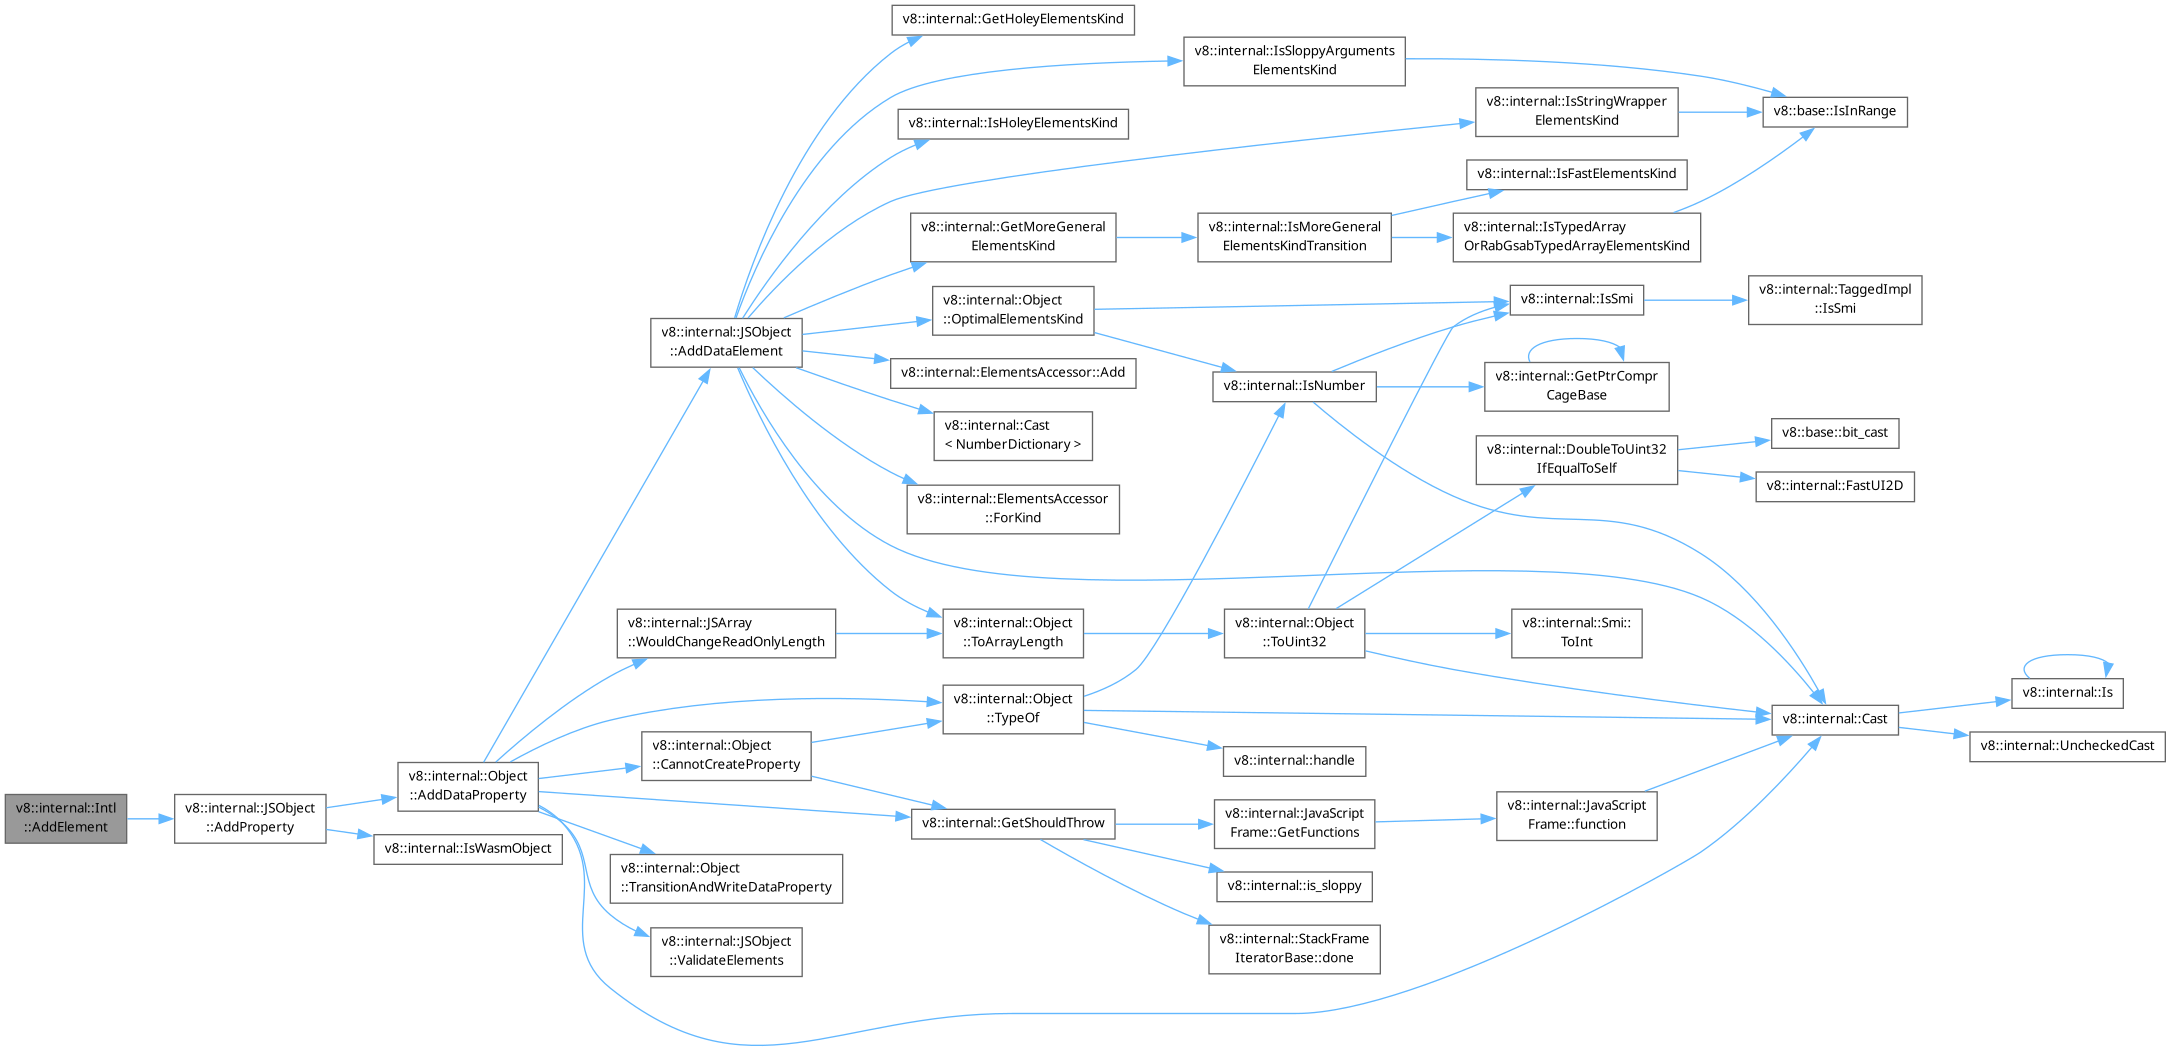 v8::internal::Intl
::AddElement
v8::internal::JSObject
::AddProperty
v8::internal::Object
::AddDataProperty
v8::internal::IsWasmObject
v8::internal::JSObject
::AddDataElement
v8::internal::JSArray
::WouldChangeReadOnlyLength
v8::internal::Object
::CannotCreateProperty
v8::internal::Object
::TransitionAndWriteDataProperty
v8::internal::JSObject
::ValidateElements
v8::internal::GetHoleyElementsKind
v8::internal::IsHoleyElementsKind
v8::internal::GetMoreGeneral
ElementsKind
v8::internal::Object
::OptimalElementsKind
v8::internal::ElementsAccessor::Add
v8::internal::Cast
< NumberDictionary >
v8::internal::ElementsAccessor
::ForKind
v8::internal::Object
::ToArrayLength
v8::internal::Object
::TypeOf
v8::internal::GetShouldThrow
v8::internal::IsSloppyArguments
ElementsKind
v8::internal::IsMoreGeneral
ElementsKindTransition
v8::internal::IsNumber
v8::internal::Object
::ToUint32
v8::internal::handle
v8::internal::JavaScript
Frame::GetFunctions
v8::internal::is_sloppy
v8::internal::StackFrame
IteratorBase::done
v8::internal::IsStringWrapper
ElementsKind
v8::internal::IsFastElementsKind
v8::internal::IsTypedArray
OrRabGsabTypedArrayElementsKind
v8::internal::IsSmi
v8::internal::GetPtrCompr
CageBase
v8::internal::DoubleToUint32
IfEqualToSelf
v8::internal::Smi::
ToInt
v8::internal::JavaScript
Frame::function
v8::base::IsInRange
v8::internal::TaggedImpl
::IsSmi
v8::base::bit_cast
v8::internal::FastUI2D
v8::internal::Cast
v8::internal::Is
v8::internal::UncheckedCast